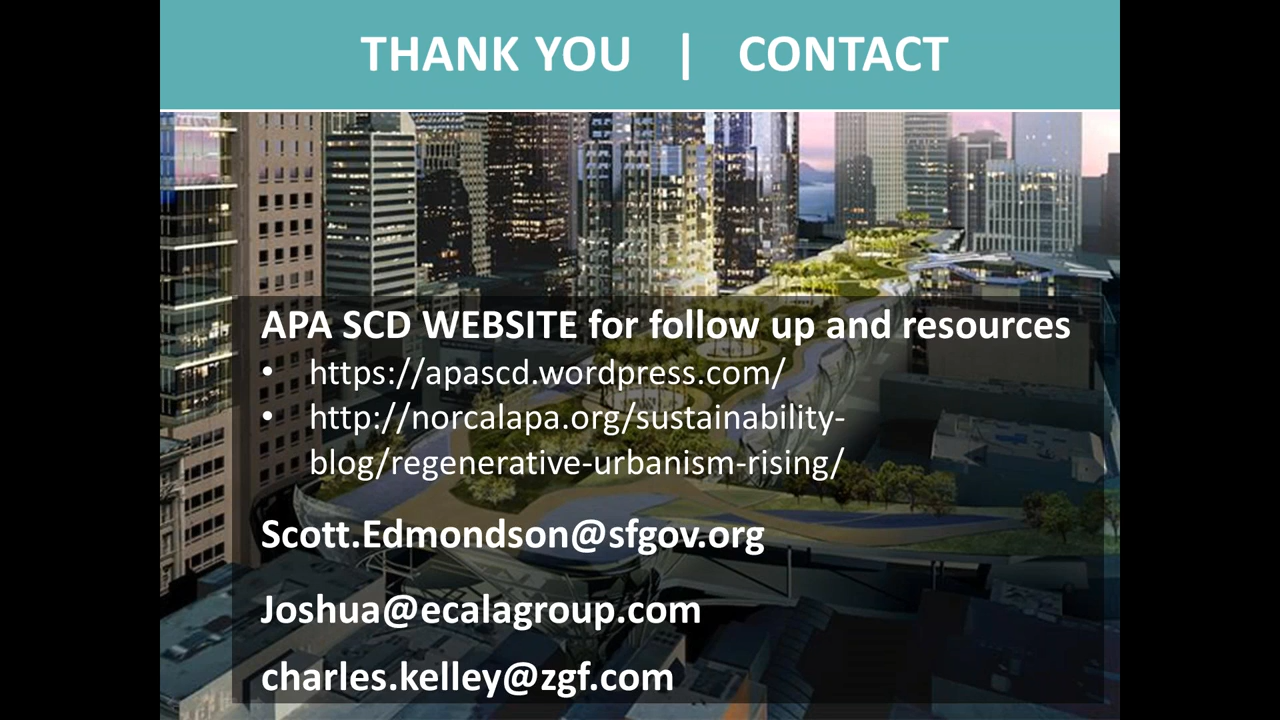 THANK YOU | CONTACT
APA SCD WEBSITE for follow up and resources
• https://apascd.wordpress.com/
• http://norcalapa.org/sustainability-
blog/regenerative-urbanism-rising/
Scott.Edmondson@sfgov.org
Joshua@ecalagroup.com
charles.kelley@zgf.com